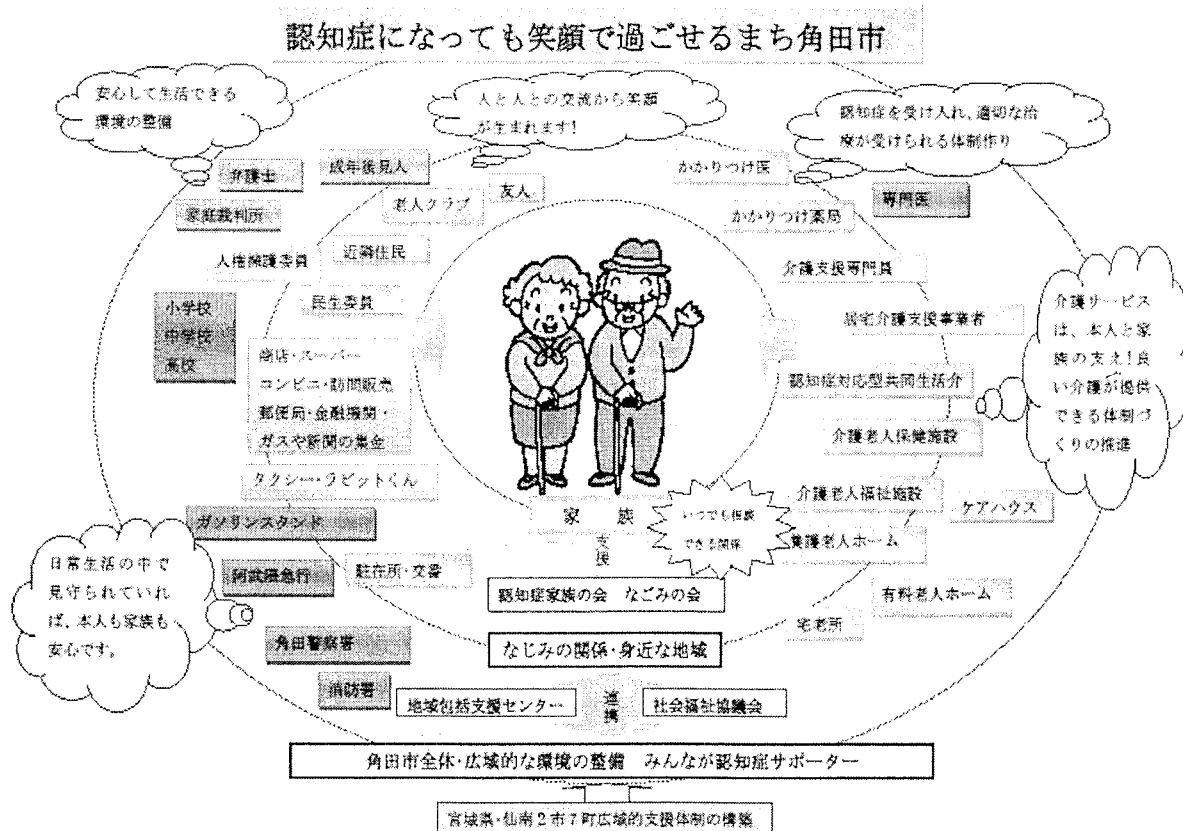 認知症になっても笑顔で過ごせるまち角田市
安心して生活できる
環境の整備
人と人との交流から笑顔
が生まれます!
認知症を受け入れ、適切な治
療が受けられる体制作り
弁護士
成年後見人
家庭裁判所
老人クラブ
友人
かかりつけ医
専門医
かかりつけ薬局
人権擁護委員
近隣住民
民生委員
介護支援専門員
小学校
中学校
高校
居宅介護支援事業者
商店・スーパー
コンビニ・訪問販売
郵便局・金融機関・
ガスや新聞の集金
認知症対応型共同生活介
介護サービス
は、本人と家
族の支え!良
い介護が提供
できる体制づ
くりの推進
介護老人保健施設
タクシー・ラビットくん
介護老人福祉施設
ケアハウス
ガソリンスタンド
家 族
いつでも相談
できる関係
養護老人ホーム
支援
日常生活の中で
見守られていれ
ば、本人も家族も
安心です。
阿武隈急行
駐在所・交番
認知症家族の会 なごみの会
有料老人ホーム
宅老所
角田警察署
なじみの関係・身近な地域
消防署
地域包括支援センター
連携
社会福祉協議会
角田市全体・広域的な環境の整備 みんなが認知症サポーター
宮城県・仙南2市7町広域的支援体制の構築